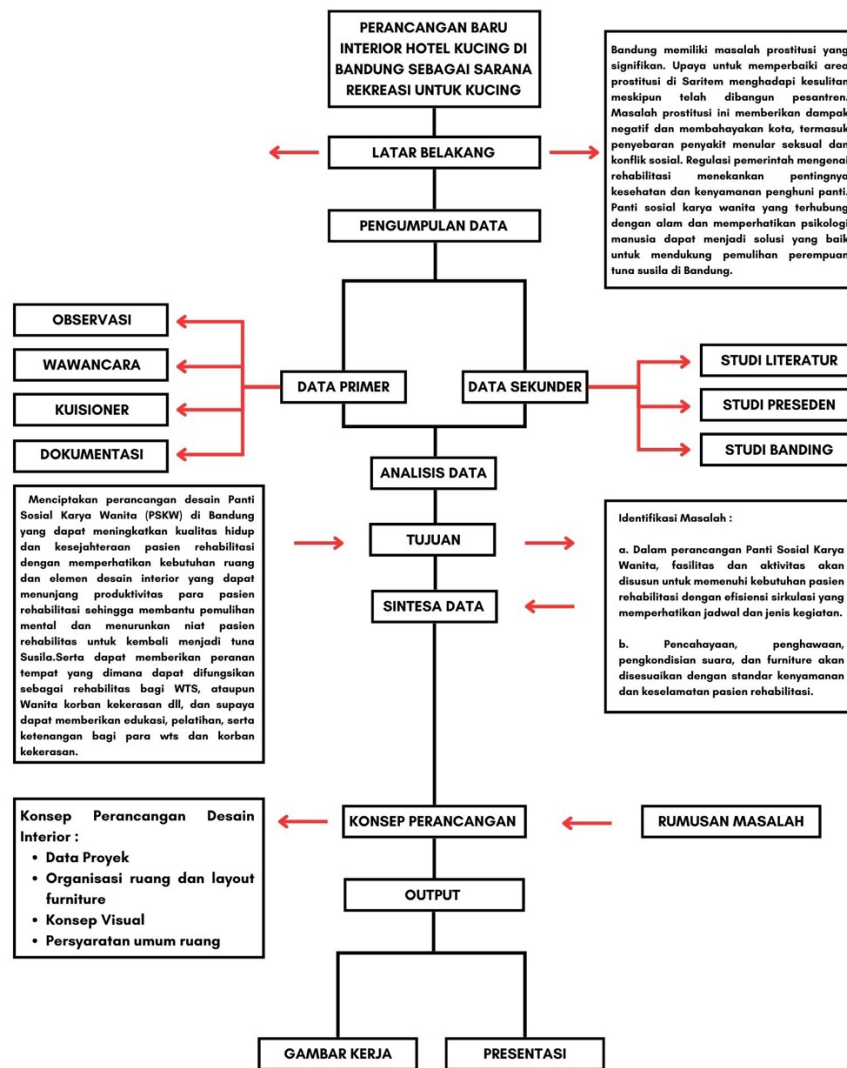 PERANCANGAN BARU
INTERIOR HOTEL KUCING DI
BANDUNG SEBAGAI SARANA
REKREASI UNTUK KUCING
Bandung memiliki masalah prostitusi yang
signifikan. Upaya untuk memperbaiki area
prostitusi di Saritem menghadapi kesulitan
meskipun telah dibangun pesantren.
Masalah prostitusi ini memberikan dampak
negatif dan membahayakan kota, termasuk
penyebaran penyakit menular seksual dan
konflik sosial. Regulasi pemerintah mengenai
rehabilitasi menekankan pentingnya
kesehatan dan kenyamanan penghuni panti.
Panti sosial karya wanita yang terhubung
dengan alam dan memperhatikan psikologi
manusia dapat menjadi solusi yang baik
untuk mendukung pemulihan perempuan
tuna susila di Bandung.
LATAR BELAKANG
PENGUMPULAN DATA
OBSERVASI
WAWANCARA
KUISIONER
DOKUMENTASI
DATA PRIMER
DATA SEKUNDER
STUDI LITERATUR
STUDI PRESEDEN
STUDI BANDING
ANALISIS DATA
Menciptakan perancangan desain Panti
Sosial Karya Wanita (PSKW) di Bandung
yang dapat meningkatkan kualitas hidup
dan kesejahteraan pasien rehabilitasi
dengan memperhatikan kebutuhan ruang
dan elemen desain interior yang dapat
menunjang produktivitas para pasien
rehabilitasi sehingga membantu pemulihan
mental dan menurunkan niat pasien
rehabilitas untuk kembali menjadi tuna
Susila.Serta dapat memberikan peranan
tempat yang dimana dapat difungsikan
sebagai rehabilitas bagi WTS, ataupun
Wanita korban kekerasan dll, dan supaya
dapat memberikan edukasi, pelatihan, serta
ketenangan bagi para wts dan korban
kekerasan.
TUJUAN
SINTESA DATA
Identifikasi Masalah :
a. Dalam perancangan Panti Sosial Karya
Wanita, fasilitas dan aktivitas akan
disusun untuk memenuhi kebutuhan pasien
rehabilitasi dengan efisiensi sirkulasi yang
memperhatikan jadwal dan jenis kegiatan.
b. Pencahayaan, penghawaan,
pengkondisian suara, dan furniture akan
disesuaikan dengan standar kenyamanan
dan keselamatan pasien rehabilitasi.
Konsep Perancangan Desain
Interior :
• Data Proyek
• Organisasi ruang dan layout
furniture
• Konsep Visual
• Persyaratan umum ruang
KONSEP PERANCANGAN
RUMUSAN MASALAH
OUTPUT
GAMBAR KERJA
PRESENTASI